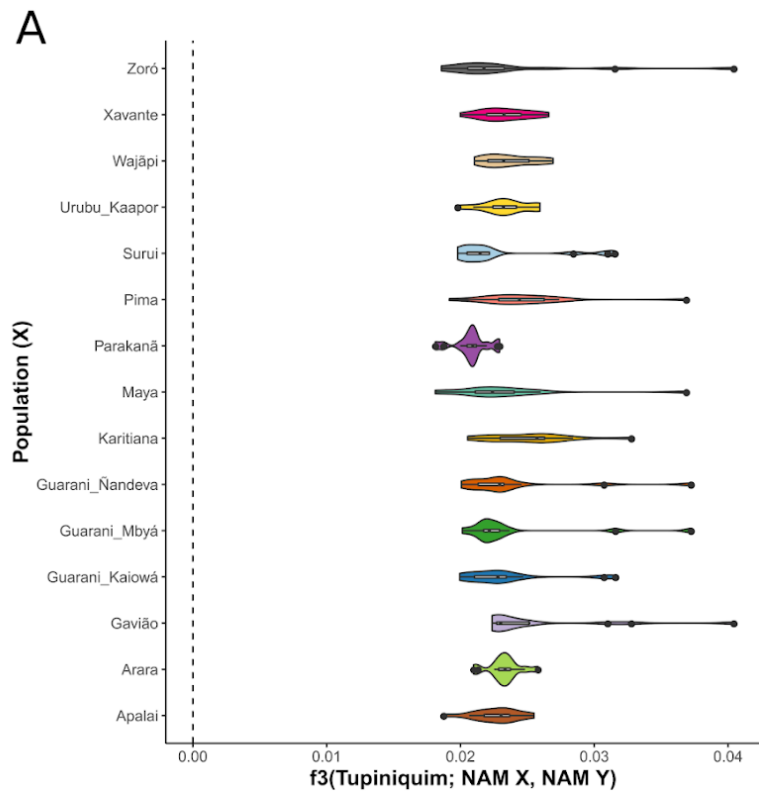 A
Zoró
Xavante
Wajãpi
Urubu_Kaapor
Surui
Pima
Parakanã
Maya
Karitiana
Guarani_Ñandeva
Guarani_Mbyá
Guarani_Kaiowá
Gavião
Arara
Apalai
Population (X)
0.00 0.01 0.02 0.03 0.04
f3(Tupiniquim; NAM X, NAM Y)